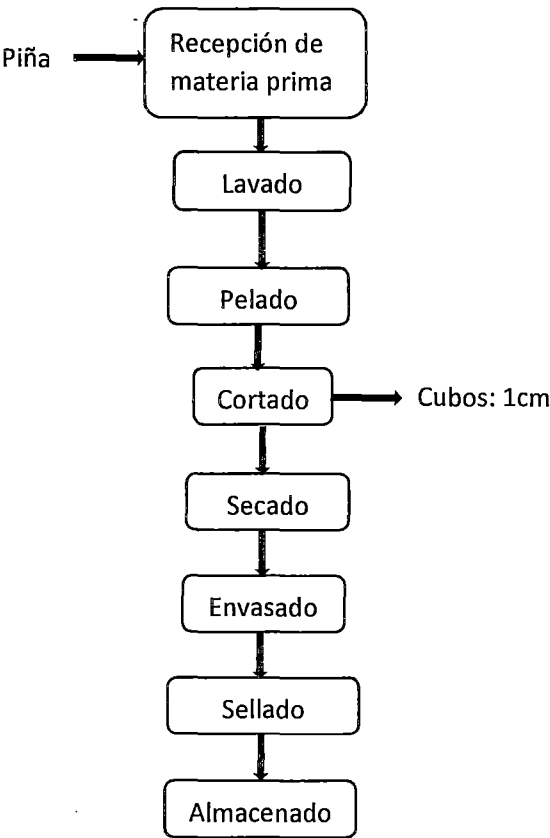 Piña
Recepción de
materia prima
Lavado
Pelado
Cortado
Cubos: 1cm
Secado
Envasado
Sellado
Almacenado